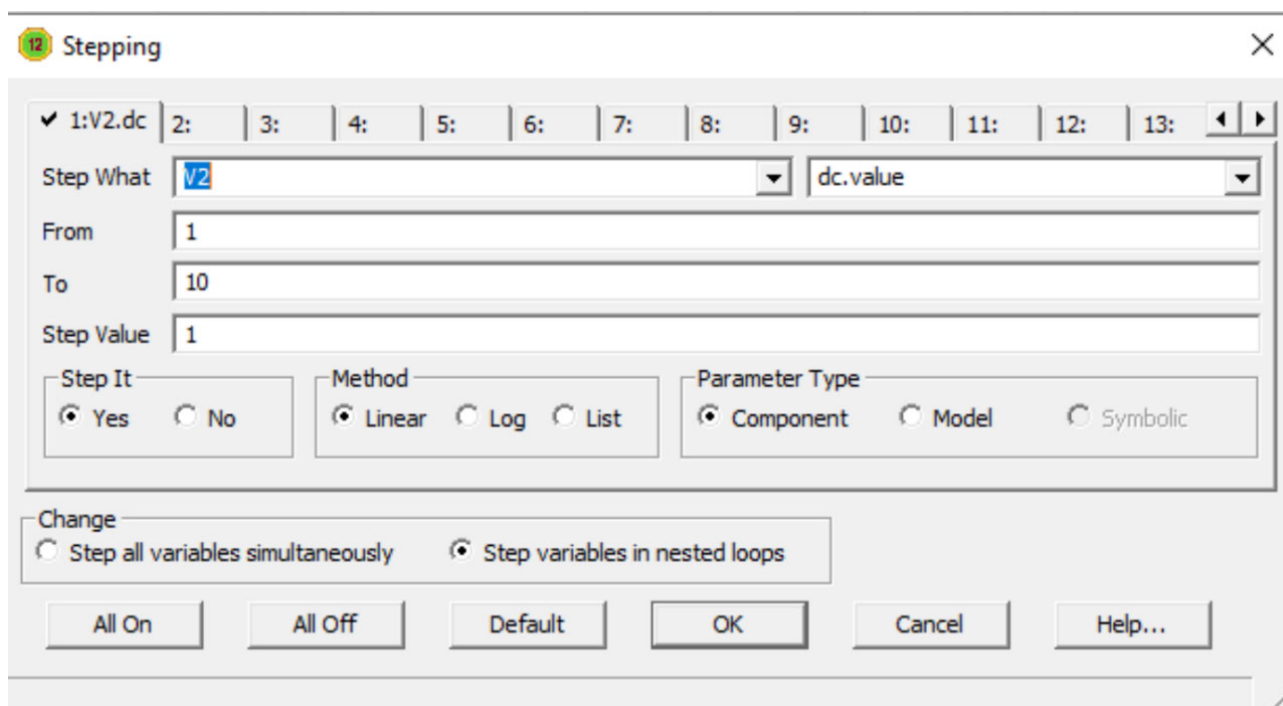 12 Stepping
1:V2.dc 2: 3: 4: 5: 6: 7: 8: 9: 10: 11: 12: 13:
Step What V2 dc.value
From 1
To 10
Step Value 1
Step It Method Parameter Type
Yes No Linear Log List Component Model Symbolic
Change
Step all variables simultaneously Step variables in nested loops
All On All Off Default OK Cancel Help...